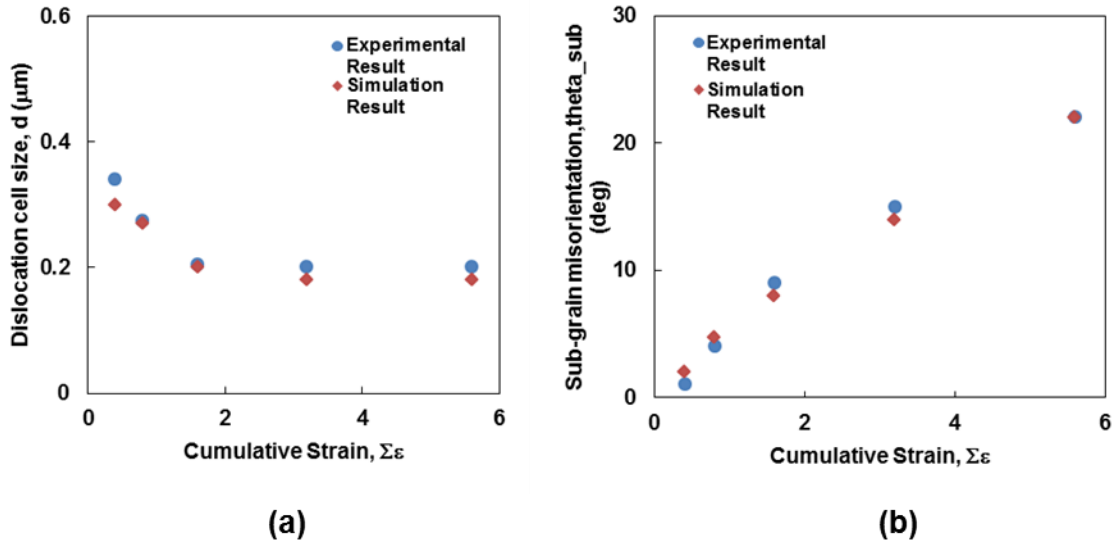 0.6
0.4
0.2
0
0
2
4
6
Dislocation cell size, d (μm)
Cumulative Strain, Σε
Experimental
Result
Simulation
Result
(a)
30
20
10
0
0
2
4
6
Sub-grain misorientation,theta_sub
(deg)
Cumulative Strain, Σε
Experimental
Result
Simulation
Result
(b)